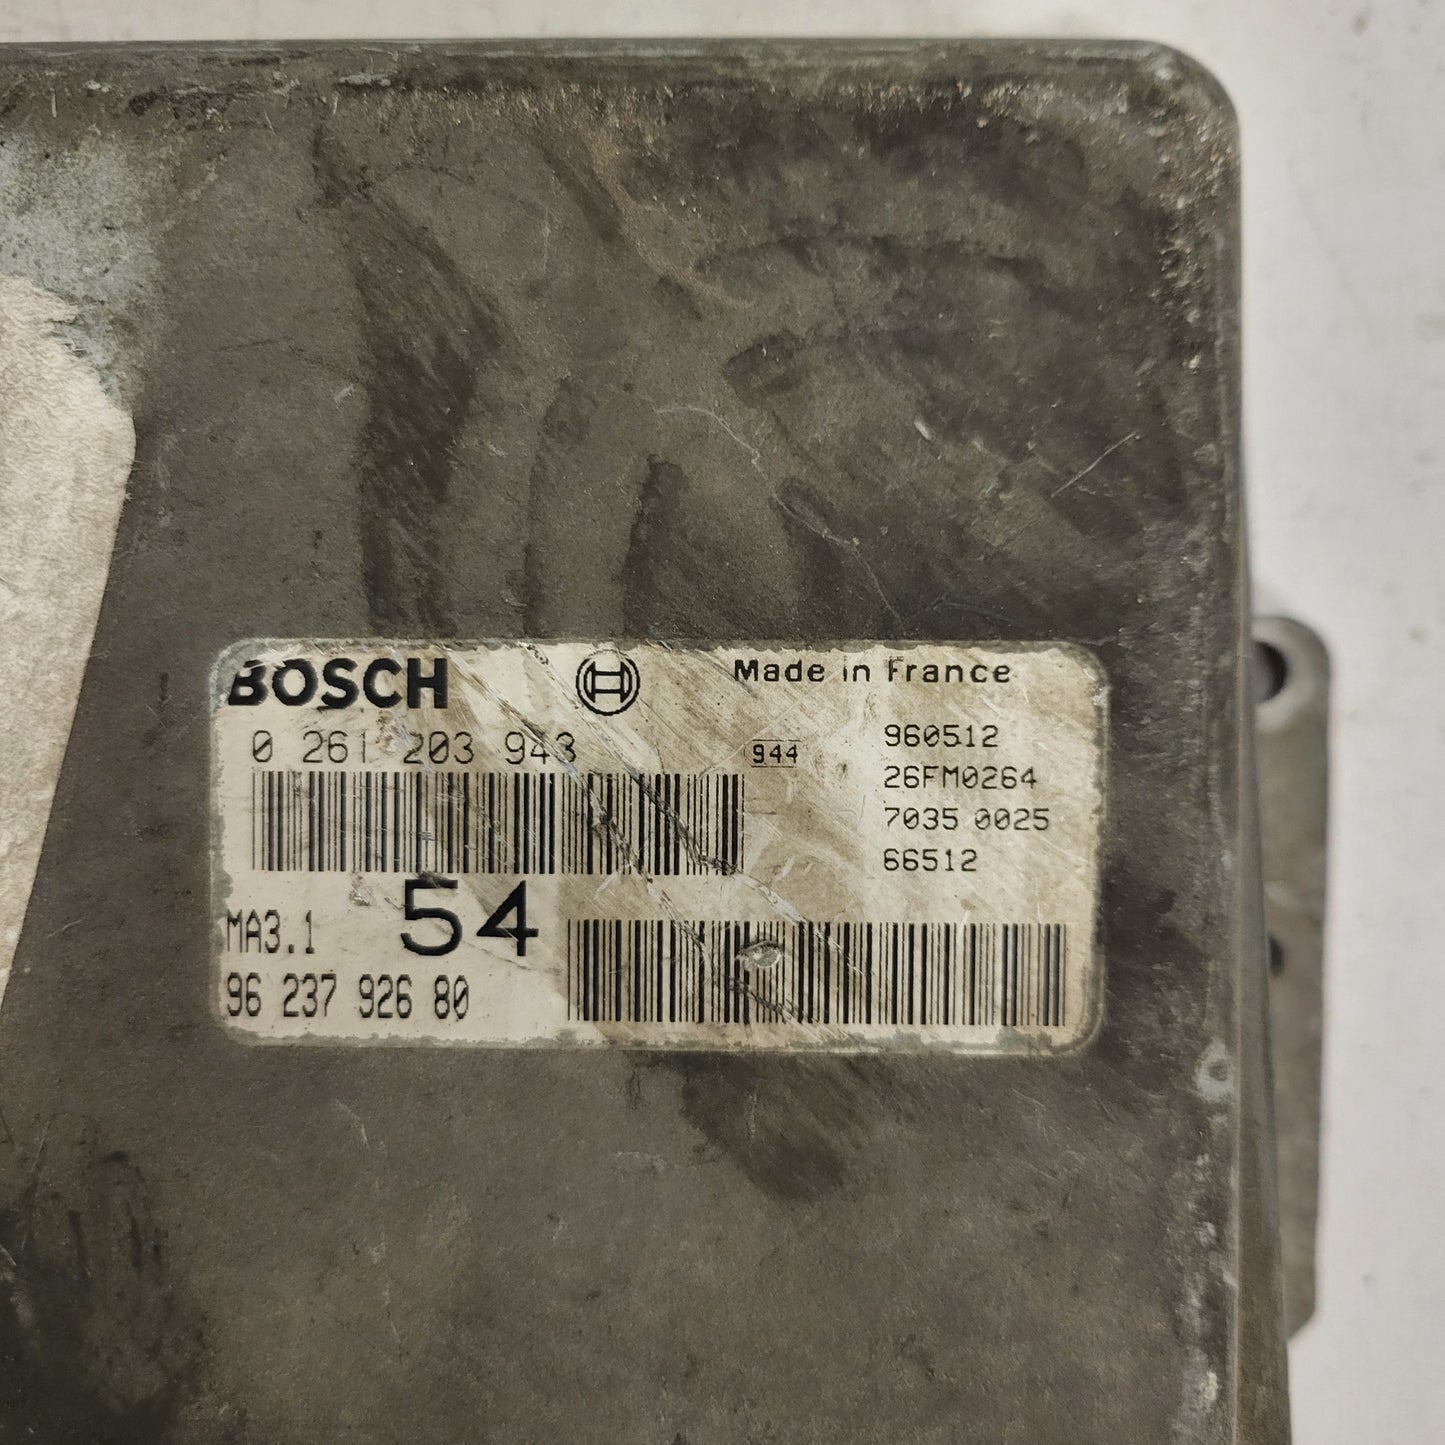 BOSCH Made in France
0 261 203 943 944 960512
26FM0264
7035 0025
66512
MA3.1 54
96 237 926 80